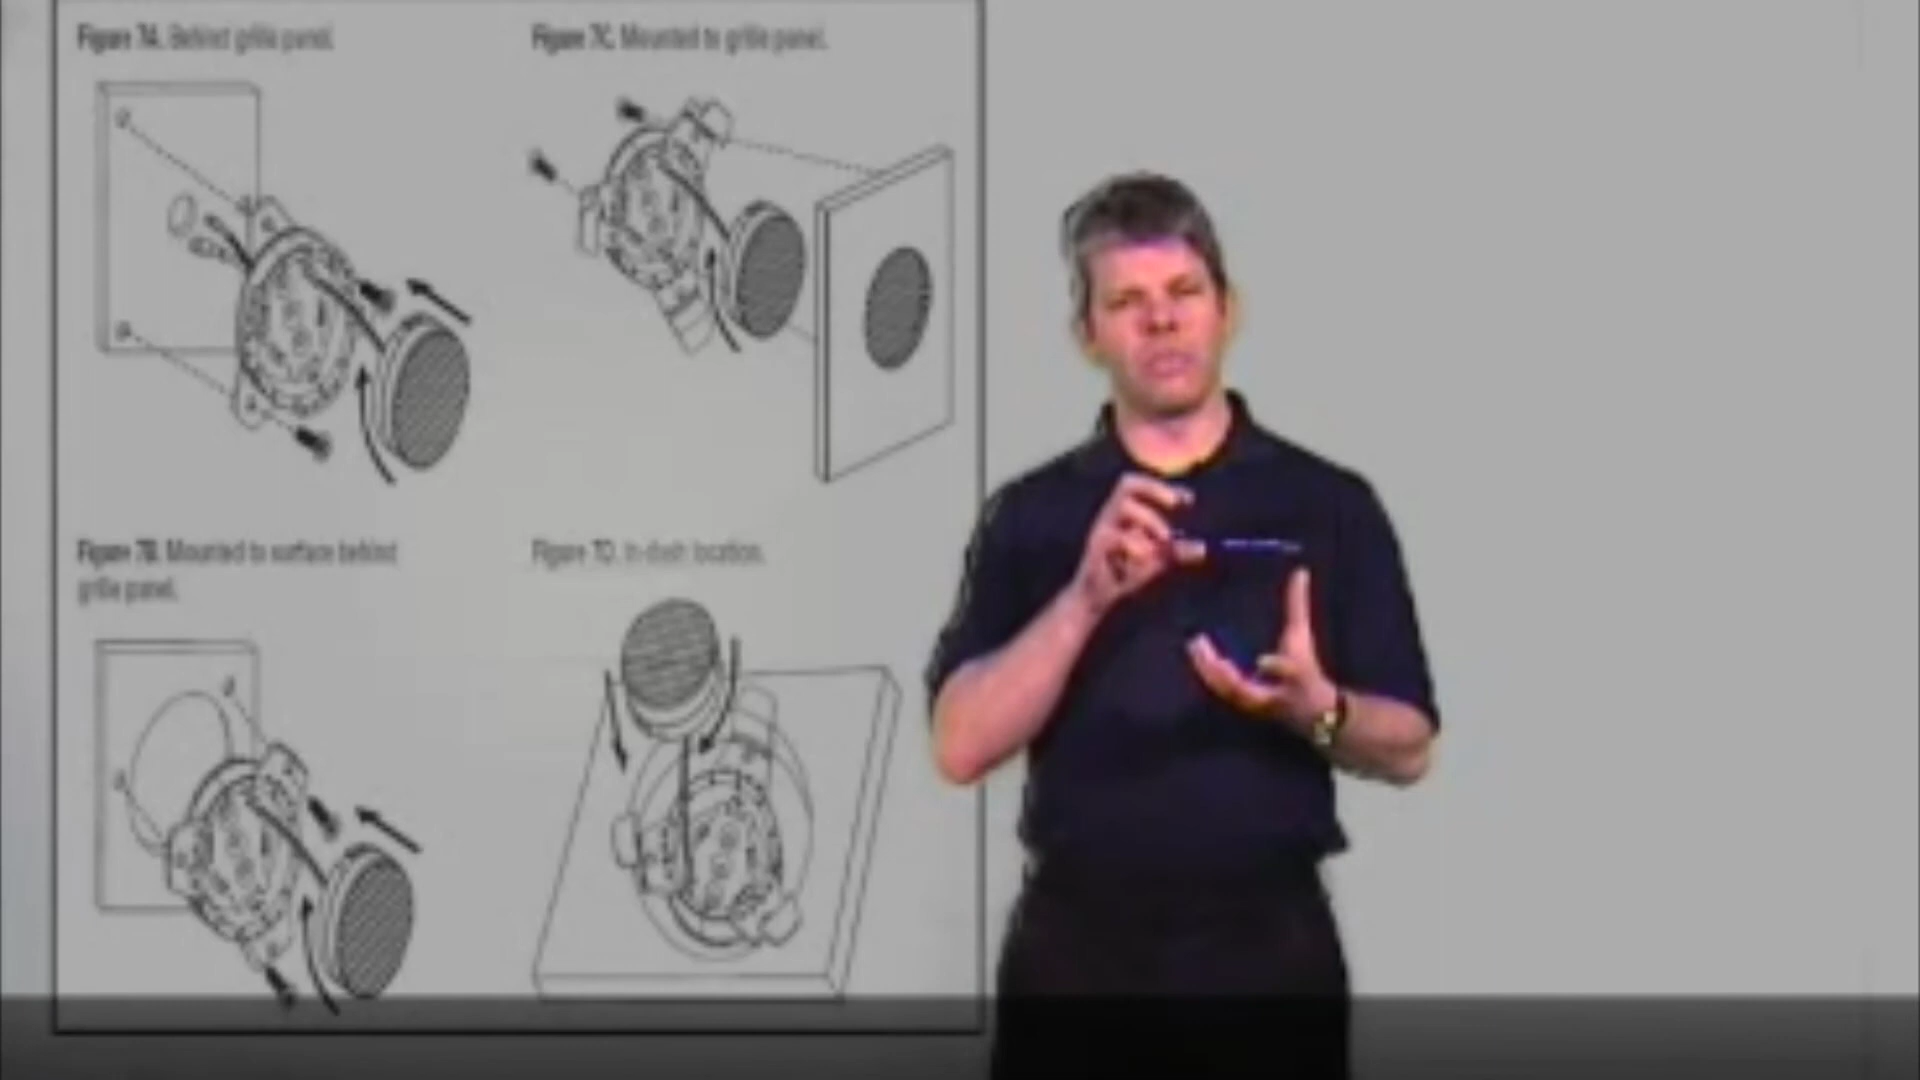 Figure 7A. Behind grille panel.
Figure 7C. Mounted to grille panel.
Figure 7B. Mounted to surface behind
grille panel.
Figure 7D. In-dash location.